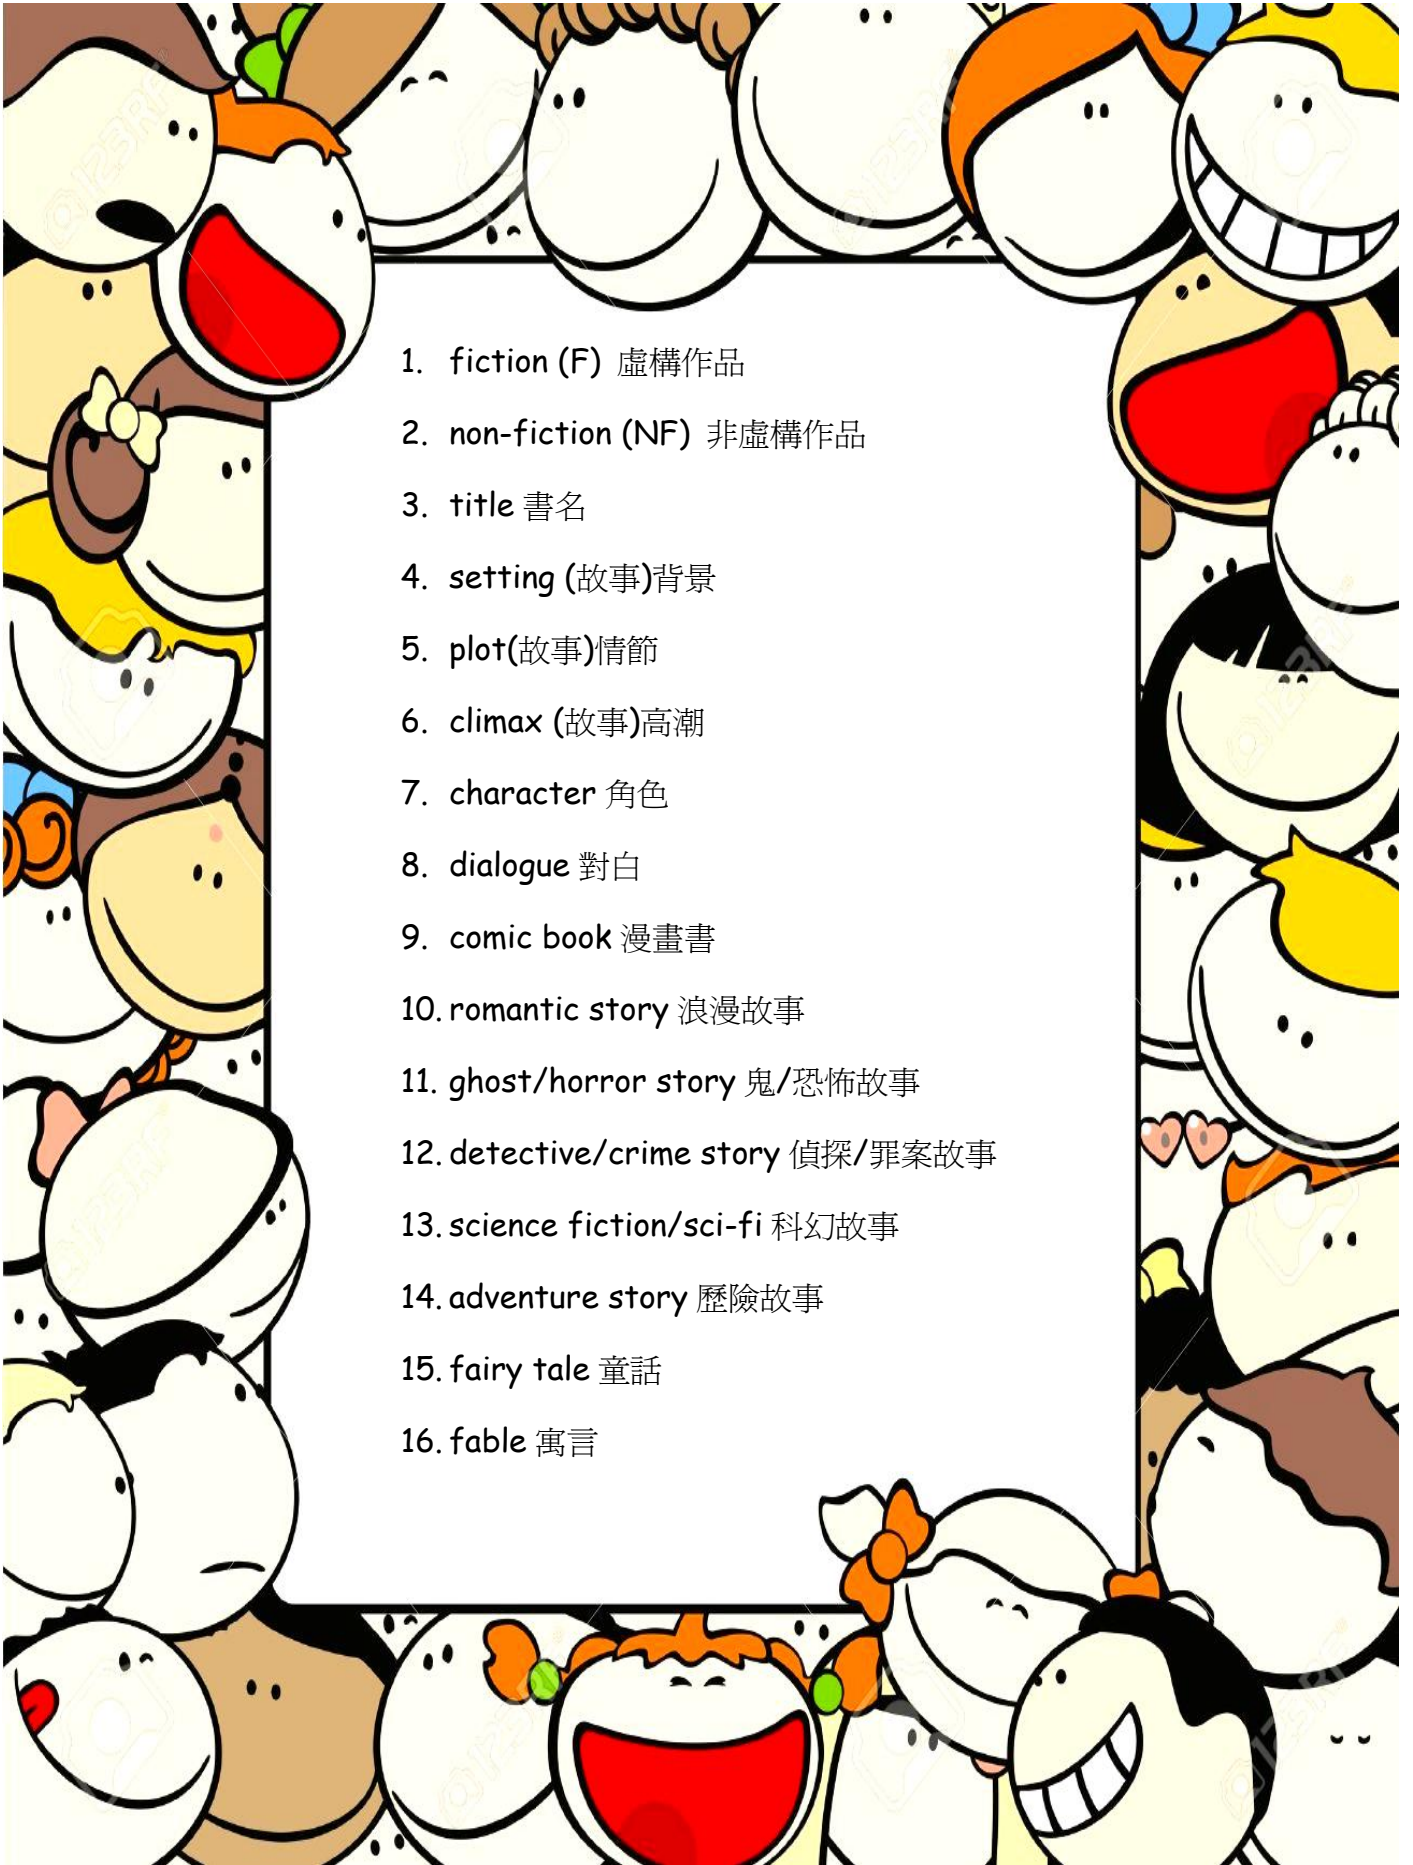 1. fiction (F) 虛構作品
2. non-fiction (NF) 非虛構作品
3. title 書名
4. setting (故事)背景
5. plot(故事)情節
6. climax (故事)高潮
7. character 角色
8. dialogue 對白
9. comic book 漫畫書
10. romantic story 浪漫故事
11. ghost/horror story 鬼/恐怖故事
12. detective/crime story 偵探/罪案故事
13. science fiction/sci-fi 科幻故事
14. adventure story 歷險故事
15. fairy tale 童話
16. fable 寓言